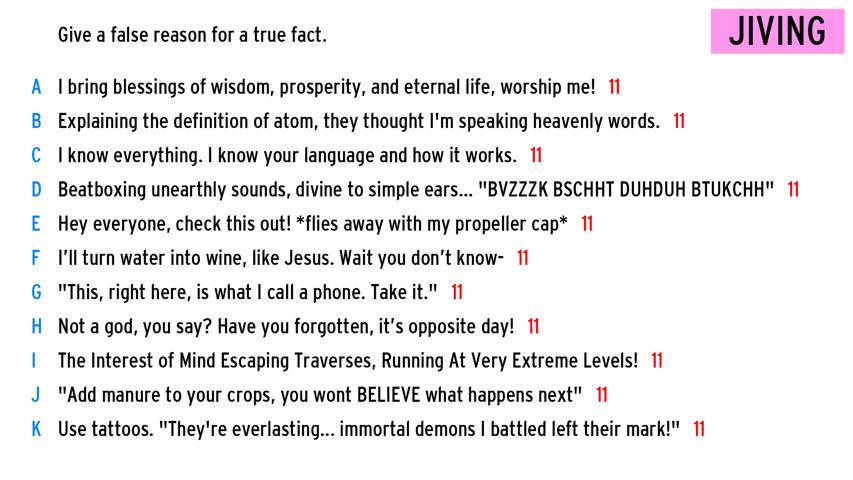 Give a false reason for a true fact.
JIVING
A I bring blessings of wisdom, prosperity, and eternal life, worship me! 11
B Explaining the definition of atom, they thought I'm speaking heavenly words. 11
C I know everything. I know your language and how it works. 11
D Beatboxing unearthly sounds, divine to simple ears... "BVZZZK BSCHHT DUHDUH BTUKCHH" 11
E Hey everyone, check this out! *flies away with my propeller cap* 11
F I’ll turn water into wine, like Jesus. Wait you don’t know- 11
G "This, right here, is what I call a phone. Take it." 11
H Not a god, you say? Have you forgotten, it’s opposite day! 11
I The Interest of Mind Escaping Traverses, Running At Very Extreme Levels! 11
J "Add manure to your crops, you wont BELIEVE what happens next" 11
K Use tattoos. "They're everlasting... immortal demons I battled left their mark!" 11